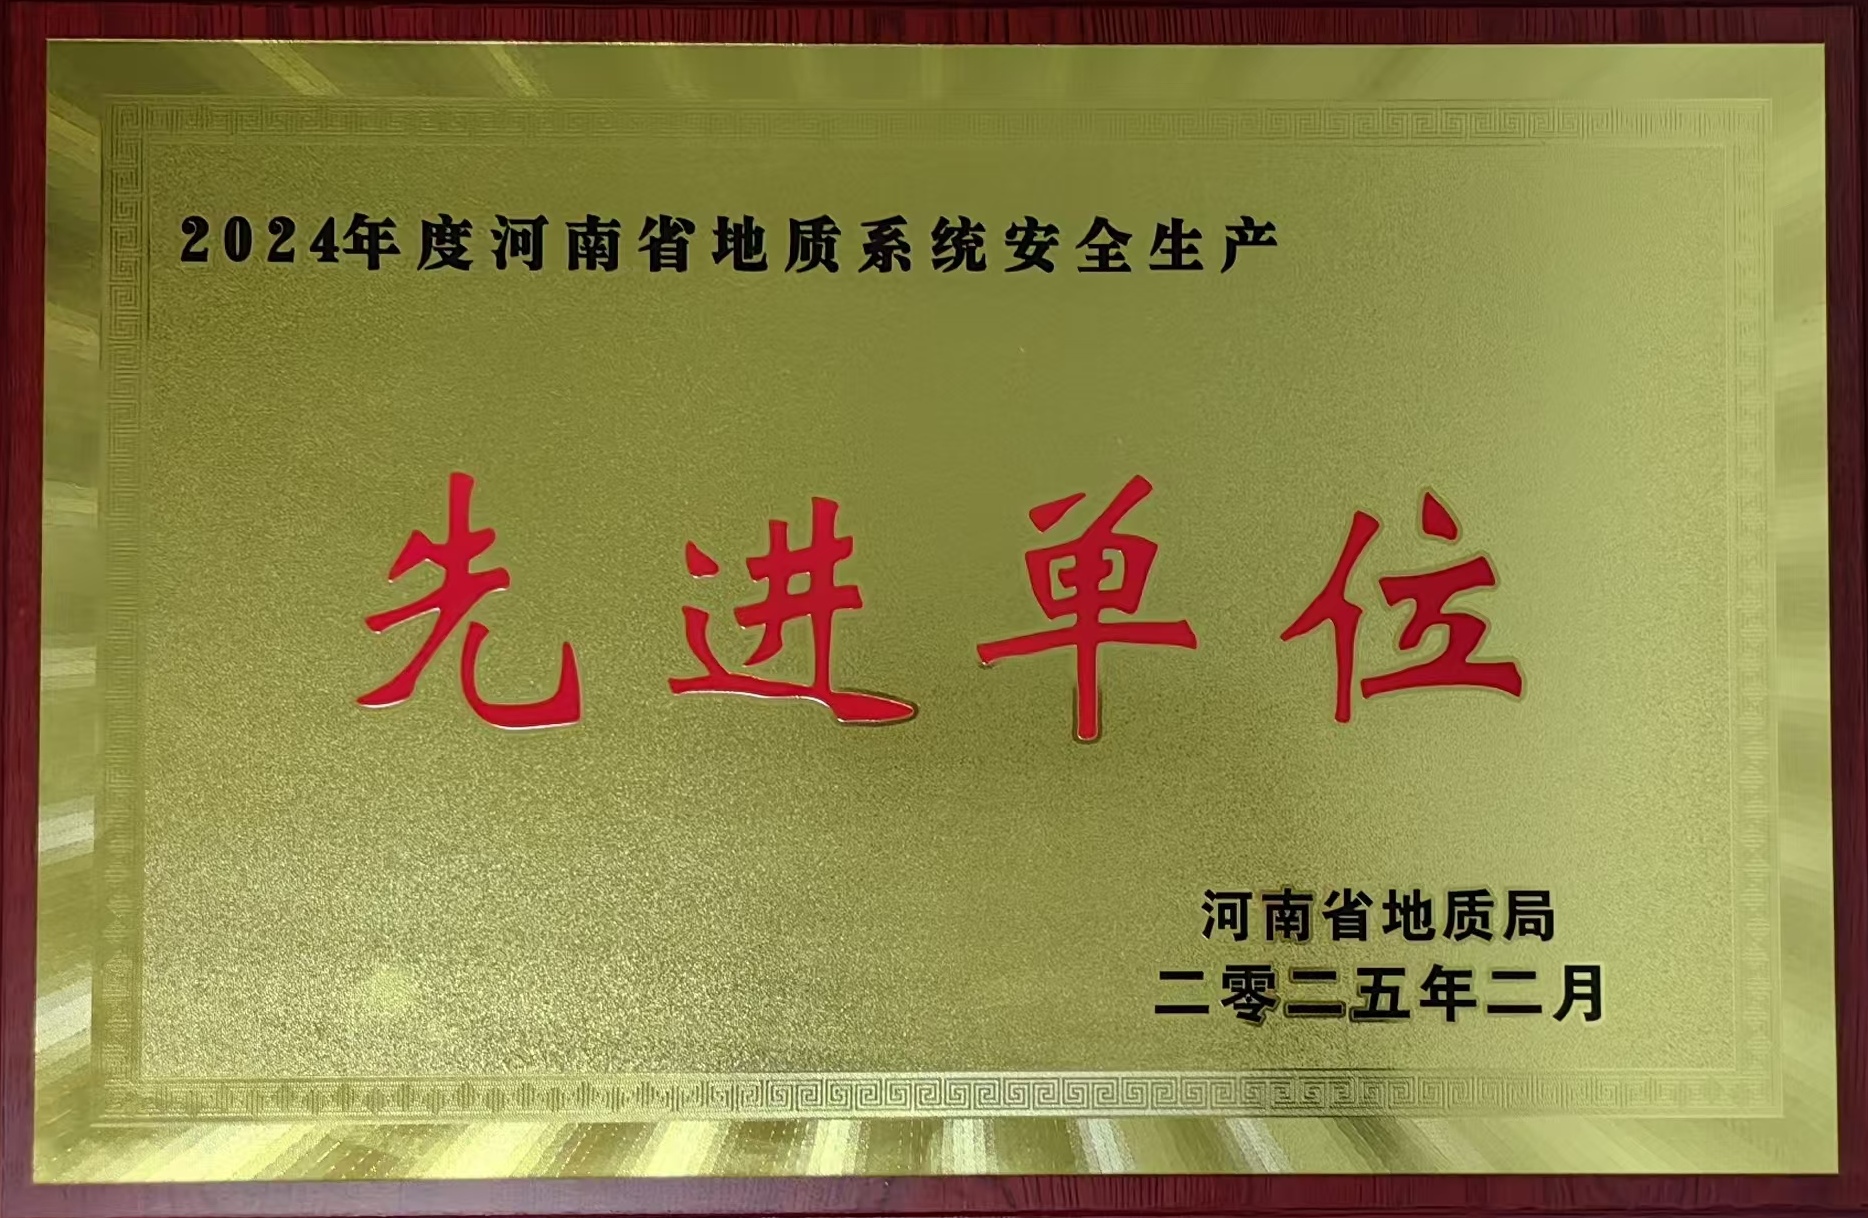 2024年度河南省地质系统安全生产
先进单位
河南省地质局
二零二五年二月